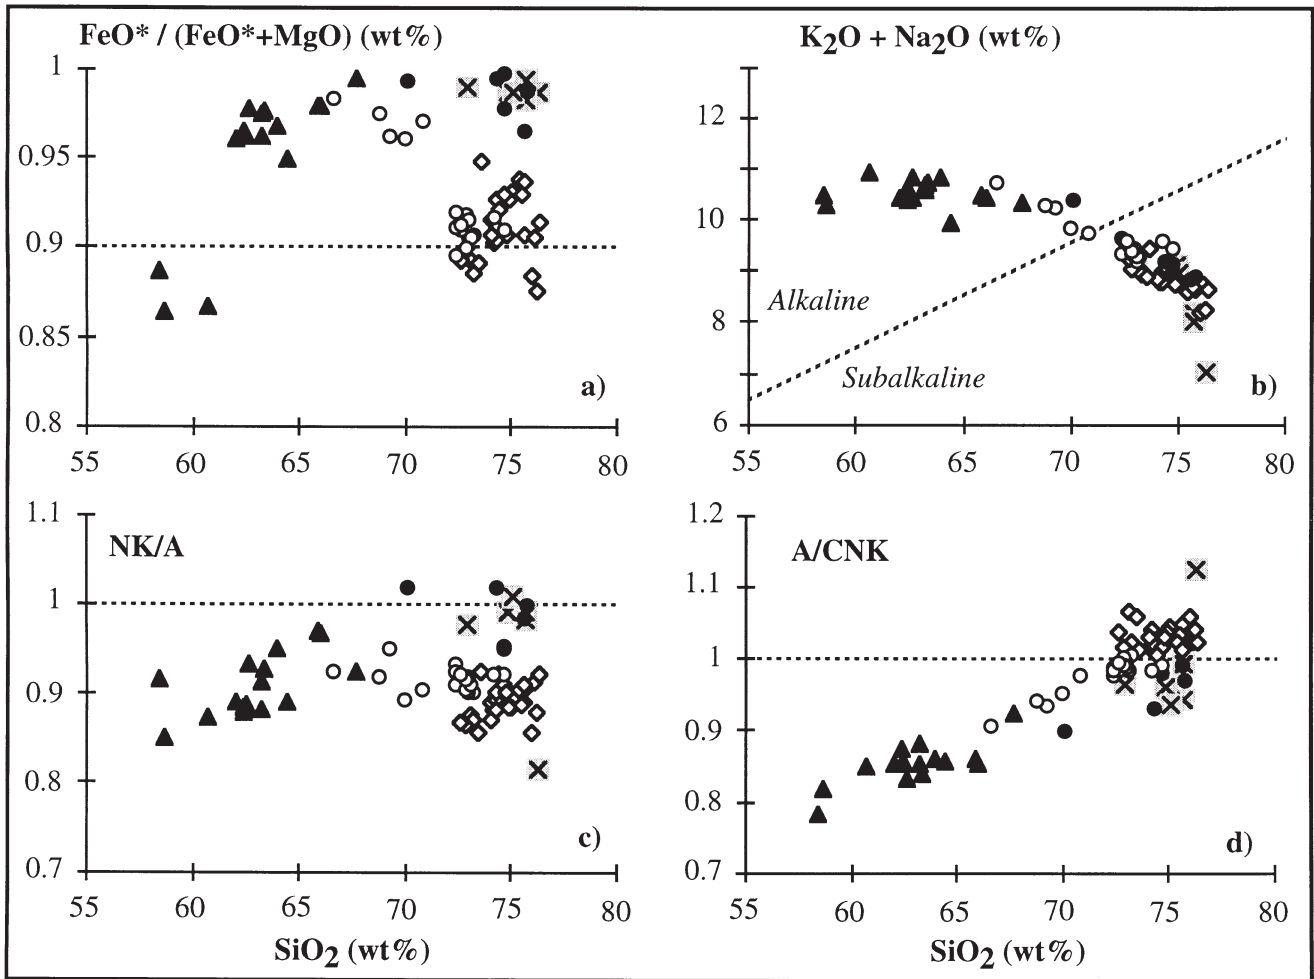 FeO* / (FeO*+MgO) (wt%)
1
0.95
0.9
0.85
0.8
55 60 65 70 75 80
a)
K2O + Na2O (wt%)
12
10
8
6
Alkaline
Subalkaline
b)
55 60 65 70 75 80
1.1
NK/A
1
0.9
0.8
0.7
c)
55 60 65 70 75 80
SiO2 (wt%)
1.2
A/CNK
1.1
1
0.9
0.8
0.7
d)
55 60 65 70 75 80
SiO2 (wt%)